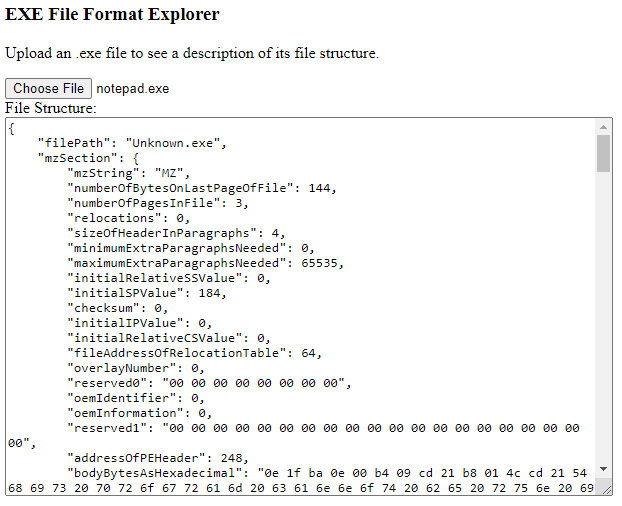 EXE File Format Explorer
Upload an .exe file to see a description of its file structure.
Choose File notepad.exe
File Structure:
{
    "filePath": "Unknown.exe",
    "mzSection": {
        "mzString": "MZ",
        "numberOfBytesOnLastPageOfFile": 144,
        "numberOfPagesInFile": 3,
        "relocations": 0,
        "sizeOfHeaderInParagraphs": 4,
        "minimumExtraParagraphsNeeded": 0,
        "maximumExtraParagraphsNeeded": 65535,
        "initialRelativeSSValue": 0,
        "initialSPValue": 184,
        "checksum": 0,
        "initialIPValue": 0,
        "initialRelativeCSValue": 0,
        "fileAddressOfRelocationTable": 64,
        "overlayNumber": 0,
        "reserved0": "00 00 00 00 00 00 00 00",
        "oemIdentifier": 0,
        "oemInformation": 0,
        "reserved1": "00 00 00 00 00 00 00 00 00 00 00 00 00 00 00 00 00 00 00
00",
        "addressOfPEHeader": 248,
        "bodyBytesAsHexadecimal": "0e 1f ba 0e 00 b4 09 cd 21 b8 01 4c cd 21 54
68 69 73 20 70 72 6f 67 72 61 6d 20 63 61 6e 6e 6f 74 20 62 65 20 72 75 6e 20 69